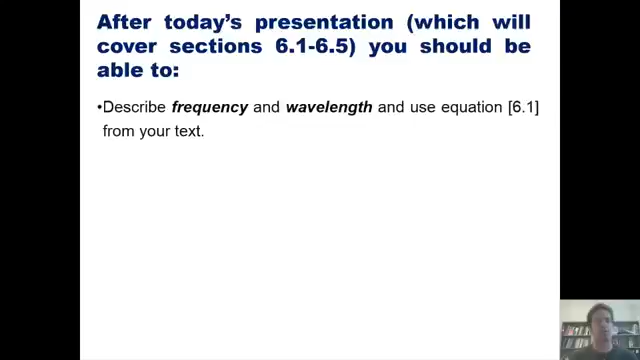 After today's presentation (which will
cover sections 6.1-6.5) you should be
able to:
•Describe frequency and wavelength and use equation [6.1]
from your text.